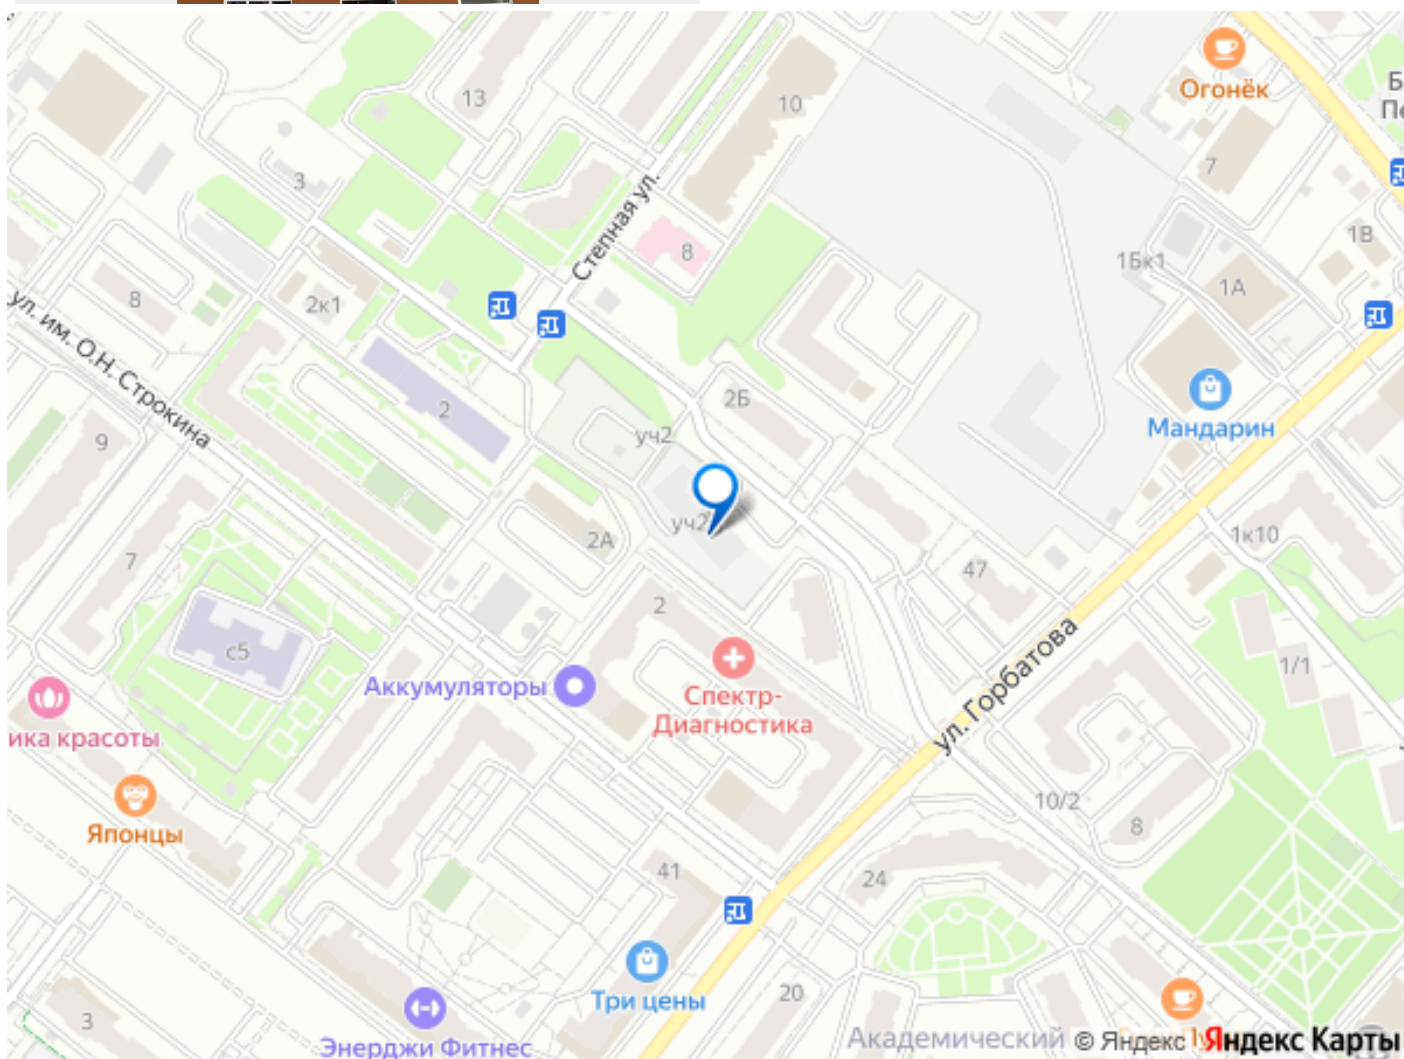 Огонёк
Б
Пе
13
10
7
3
Степная ул.
8
1В
1Бк1
1А
8
2к1
ул. им. О.Н. Строкина
2
2Б
Мандарин
уч2
9
уч2
2А
1к10
7
47
2
с5
ул. Горбатова
1/1
Аккумуляторы
Спектр-
Диагностика
ика красоты
10/2
8
Японцы
41
24
Три цены
20
3
Энерджи Фитнес
Академический
© Яндекс
Яндекс Карты